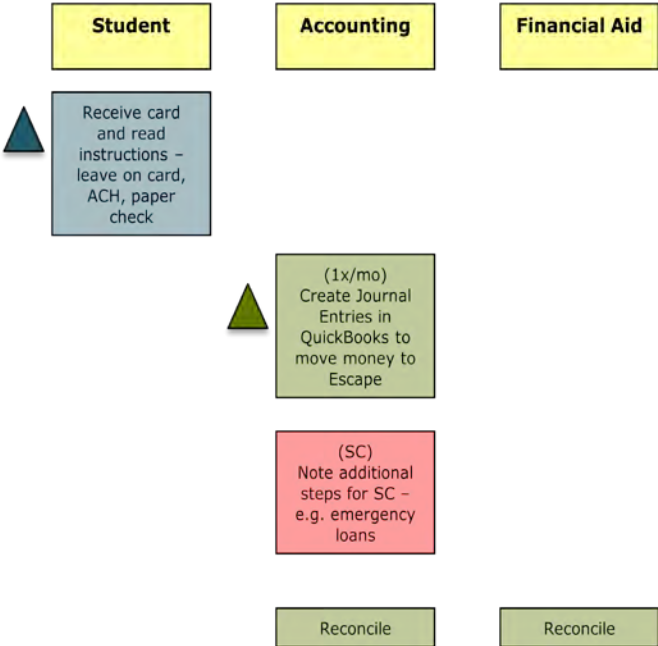 Student
Accounting
Financial Aid
Receive card
and read
instructions –
leave on card,
ACH, paper
check
(1x/mo)
Create Journal
Entries in
QuickBooks to
move money to
Escape
(SC)
Note additional
steps for SC –
e.g. emergency
loans
Reconcile
Reconcile